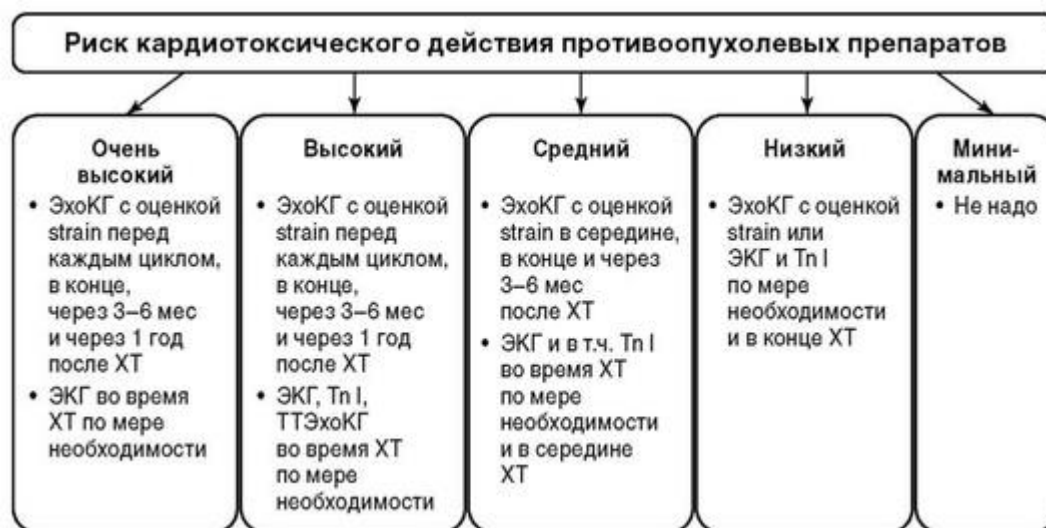 Риск кардиотоксического действия противоопухолевых препаратов
Очень
высокий
• ЭхоКГ с оценкой
strain перед
каждым циклом,
в конце,
через 3–6 мес
и через 1 год
после ХТ
• ЭКГ во время
ХТ по мере
необходимости
Высокий
• ЭхоКГ с оценкой
strain перед
каждым циклом,
в конце,
через 3–6 мес
и через 1 год
после ХТ
• ЭКГ, Tn I,
ТТЭхоКГ
во время ХТ
по мере
необходимости
Средний
• ЭхоКГ с оценкой
strain в середине,
в конце и через
3–6 мес
после ХТ
• ЭКГ и в т.ч. Tn I
во время ХТ
по мере
необходимости
и в середине
ХТ
Низкий
• ЭхоКГ с оценкой
strain или
ЭКГ и Tn I
по мере
необходимости
и в конце ХТ
Мини-
мальный
• Не надо